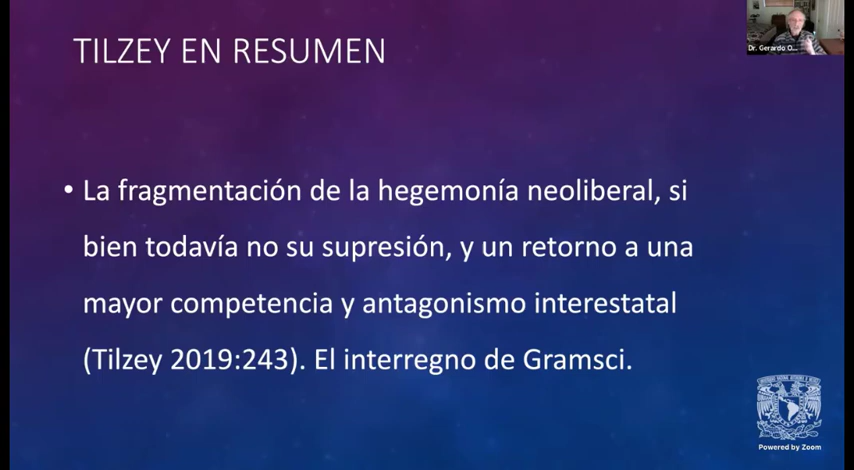 TILZEY EN RESUMEN
Dr. Gerardo O...
• La fragmentación de la hegemonía neoliberal, si
bien todavía no su supresión, y un retorno a una
mayor competencia y antagonismo interestatal
(Tilzey 2019:243). El interregno de Gramsci.
Powered by Zoom